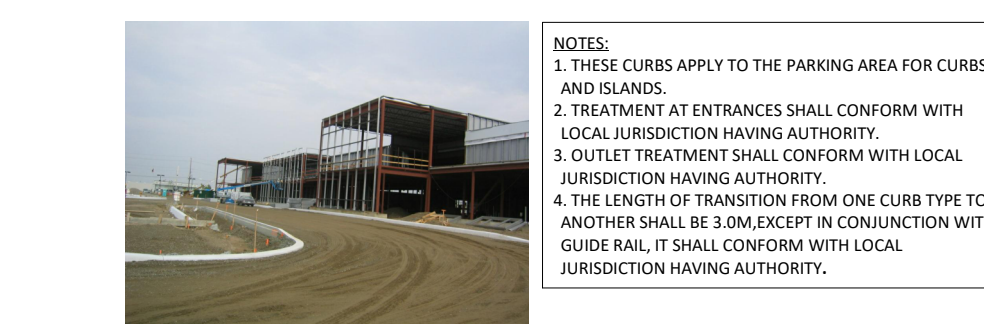 NOTES:
1. THESE CURBS APPLY TO THE PARKING AREA FOR CURBS
AND ISLANDS.
2. TREATMENT AT ENTRANCES SHALL CONFORM WITH
LOCAL JURISDICTION HAVING AUTHORITY.
3. OUTLET TREATMENT SHALL CONFORM WITH LOCAL
JURISDICTION HAVING AUTHORITY.
4. THE LENGTH OF TRANSITION FROM ONE CURB TYPE TO
ANOTHER SHALL BE 3.0M,EXCEPT IN CONJUNCTION WIT
GUIDE RAIL, IT SHALL CONFORM WITH LOCAL
JURISDICTION HAVING AUTHORITY.